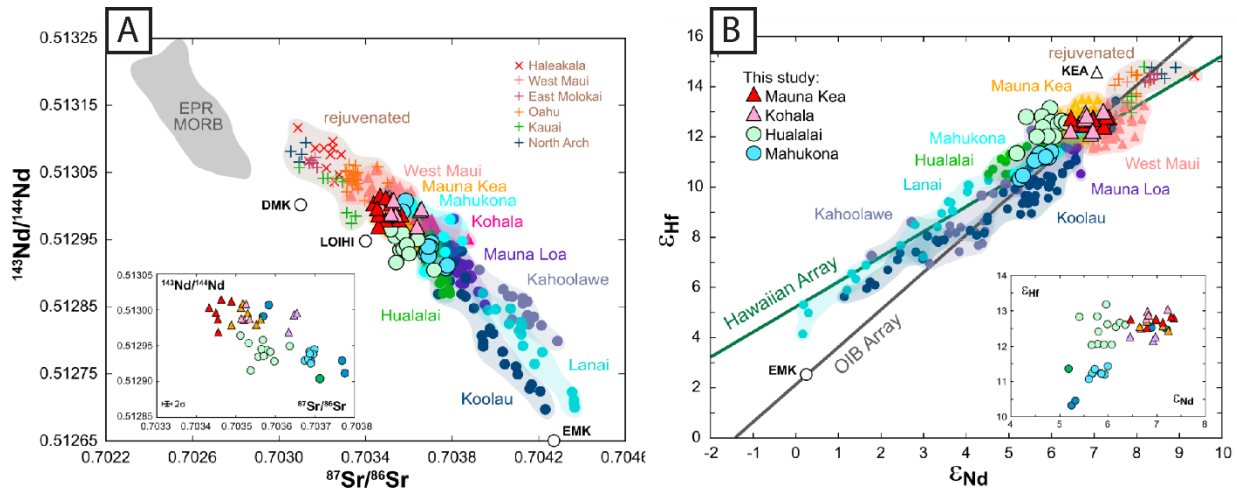 A
0.51325
0.51315
0.51305
0.51295
0.51285
0.51275
0.51265
¹⁴³Nd/¹⁴⁴Nd
0.7022
0.7026
0.7030
0.7034
0.7038
0.7042
0.7046
⁸⁷Sr/⁸⁶Sr
EPR
MORB
Haleakala
West Maui
East Molokai
Oahu
Kauai
North Arch
rejuvenated
West Maui
Mauna Kea
Mahukona
Kohala
Mauna Loa
Kahoolawe
Hualalai
Lanai
Koolau
DMK
LOIHI
EMK
0.51305
0.51300
0.51295
0.51290
0.51285
¹⁴³Nd/¹⁴⁴Nd
⁸⁷Sr/⁸⁶Sr
2σ
0.7033
0.7034
0.7035
0.7036
0.7037
0.7038
B
16
14
12
10
8
6
4
2
0
εHf
-2
-1
0
1
2
3
4
5
6
7
8
9
10
εNd
This study:
Mauna Kea
Kohala
Hualalai
Mahukona
rejuvenated
KEA
Mauna Kea
West Maui
Mahukona
Hualalai
Lanai
Mauna Loa
Koolau
Kahoolawe
Hawaiian Array
OIB Array
EMK
εHf
14
13
12
11
10
4
5
6
7
8
εNd